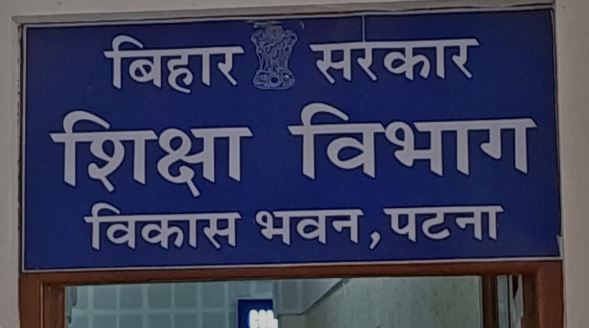 बिहार सरकार
शिक्षा विभाग
विकास भवन, पटना